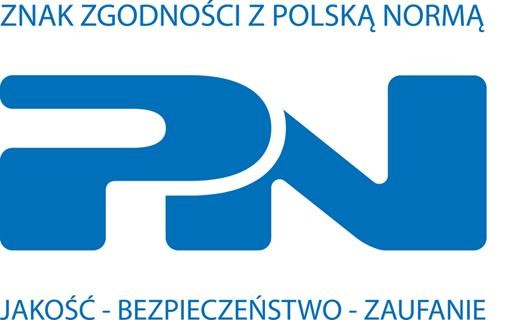 ZNAK ZGODNOŚCI Z POLSKĄ NORMĄ
PN
JAKOŚĆ - BEZPIECZEŃSTWO - ZAUFANIE